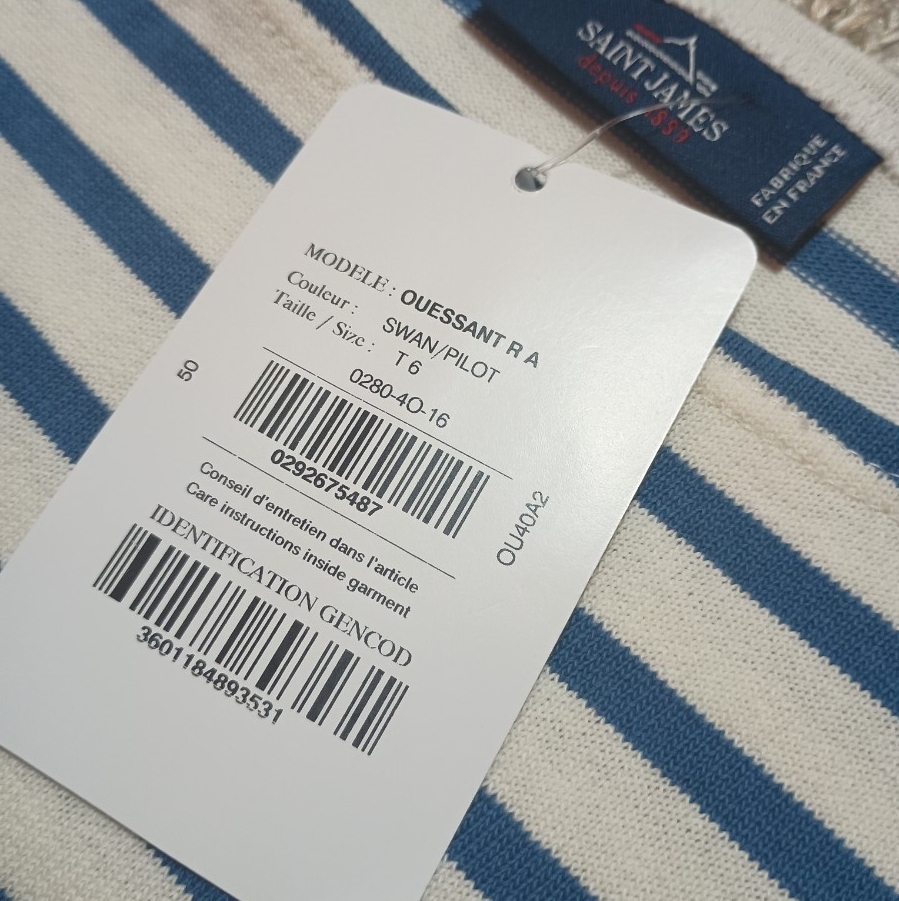 SAINT JAMES
depuis 1889
FABRIQUÉ
EN FRANCE
MODELE : OUESSANT R A
Couleur : SWAN/PILOT
Taille / Size : T 6
0280-4O-16
50
0292675487
OU40A2
Conseil d'entretien dans l'article
Care instructions inside garment
IDENTIFICATION GENCOD
3601184893531